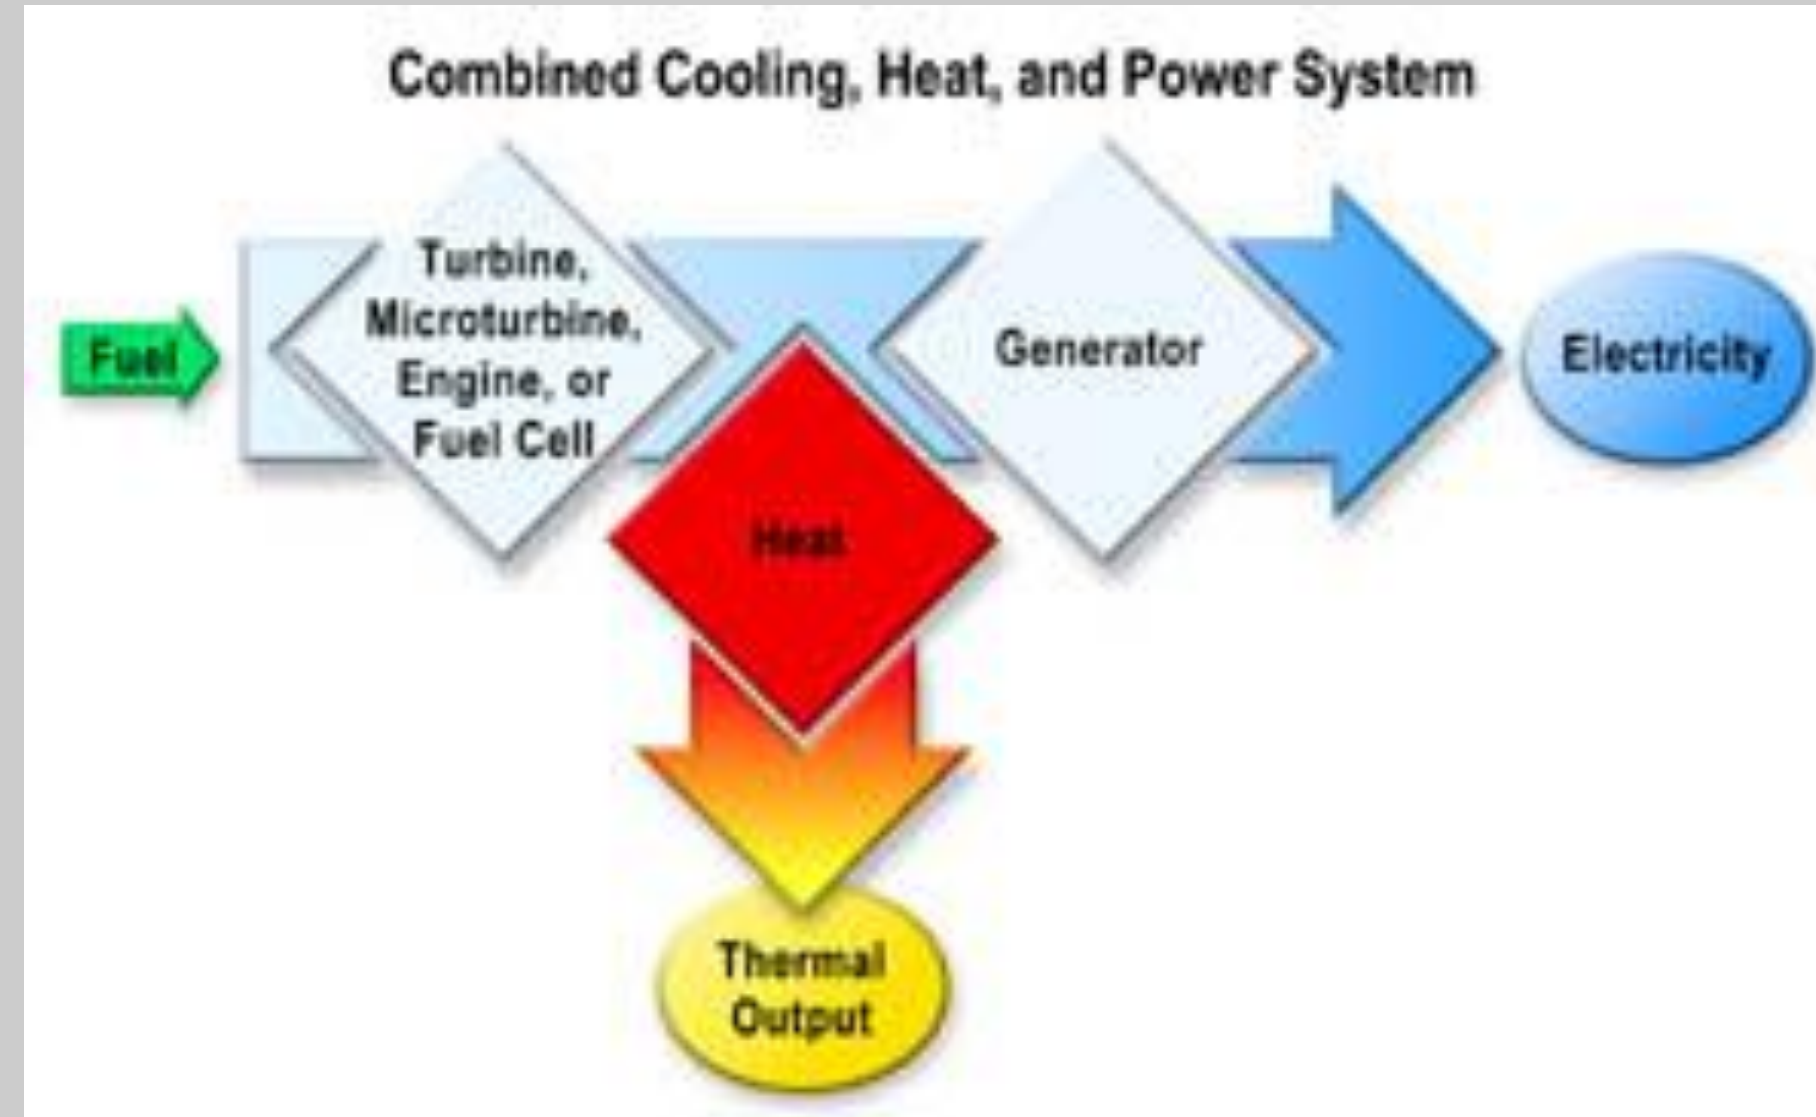 Combined Cooling, Heat, and Power System
Fuel
Turbine,
Microturbine,
Engine, or
Fuel Cell
Generator
Electricity
Heat
Thermal
Output